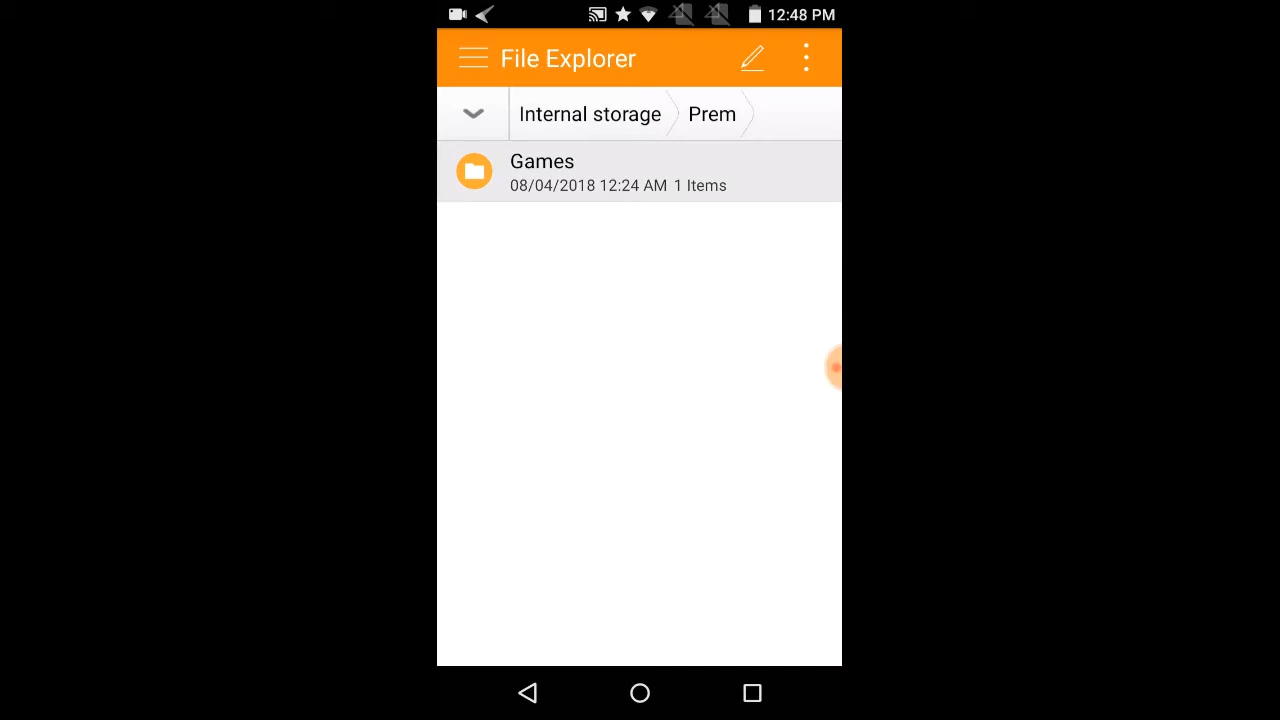 12:48 PM
File Explorer
Internal storage Prem
Games
08/04/2018 12:24 AM 1 Items